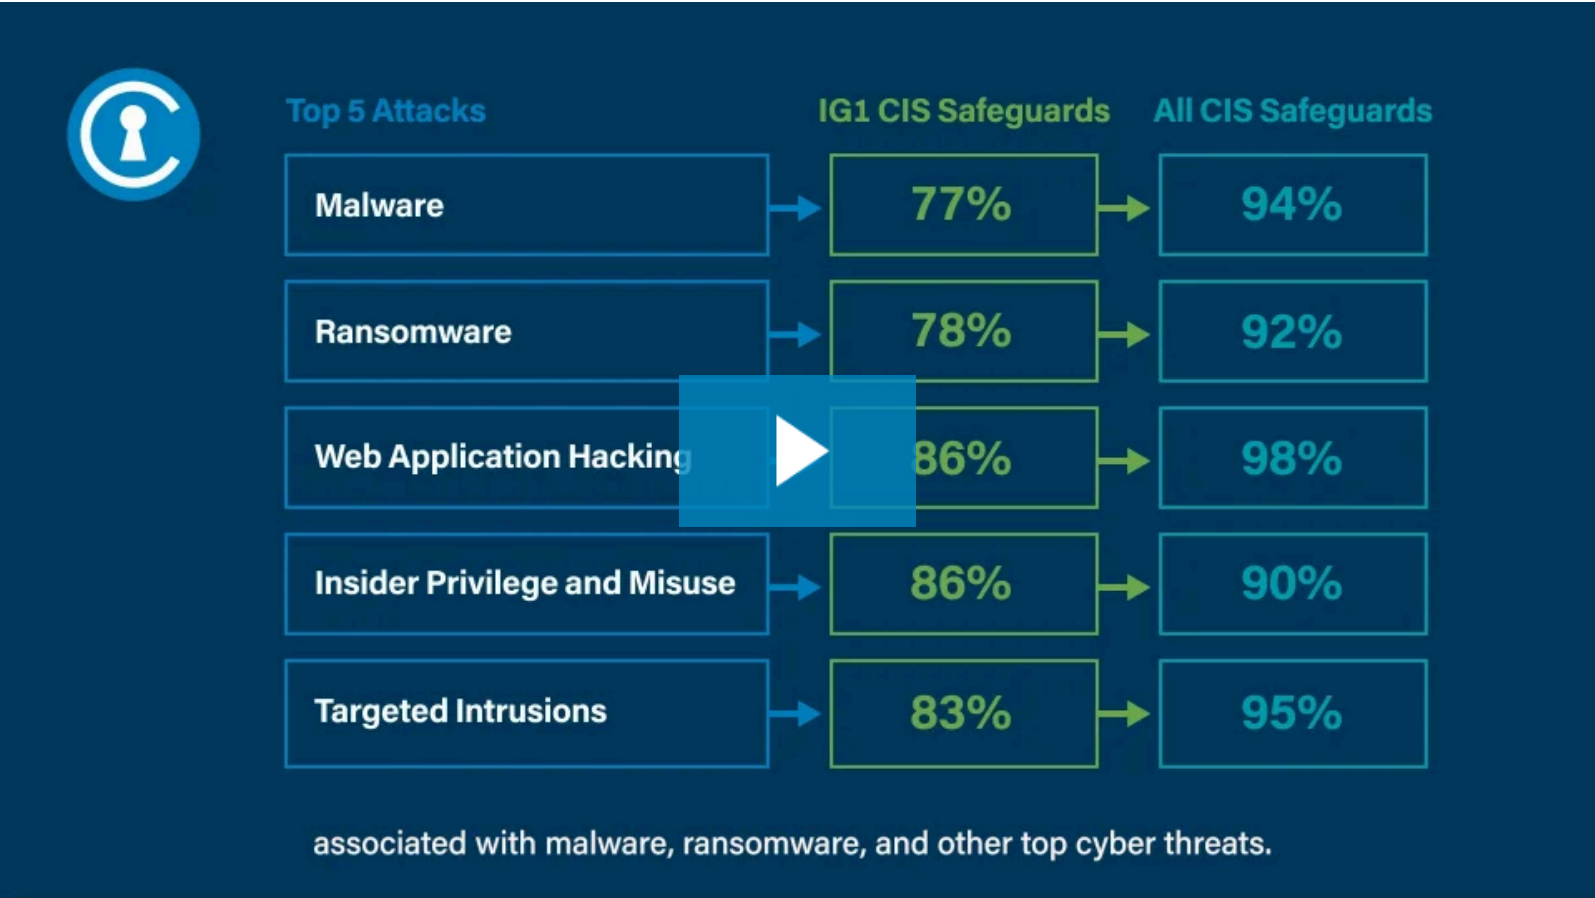 Top 5 Attacks IG1 CIS Safeguards All CIS Safeguards
Malware 77% 94%
Ransomware 78% 92%
Web Application Hacking 86% 98%
Insider Privilege and Misuse 86% 90%
Targeted Intrusions 83% 95%
associated with malware, ransomware, and other top cyber threats.